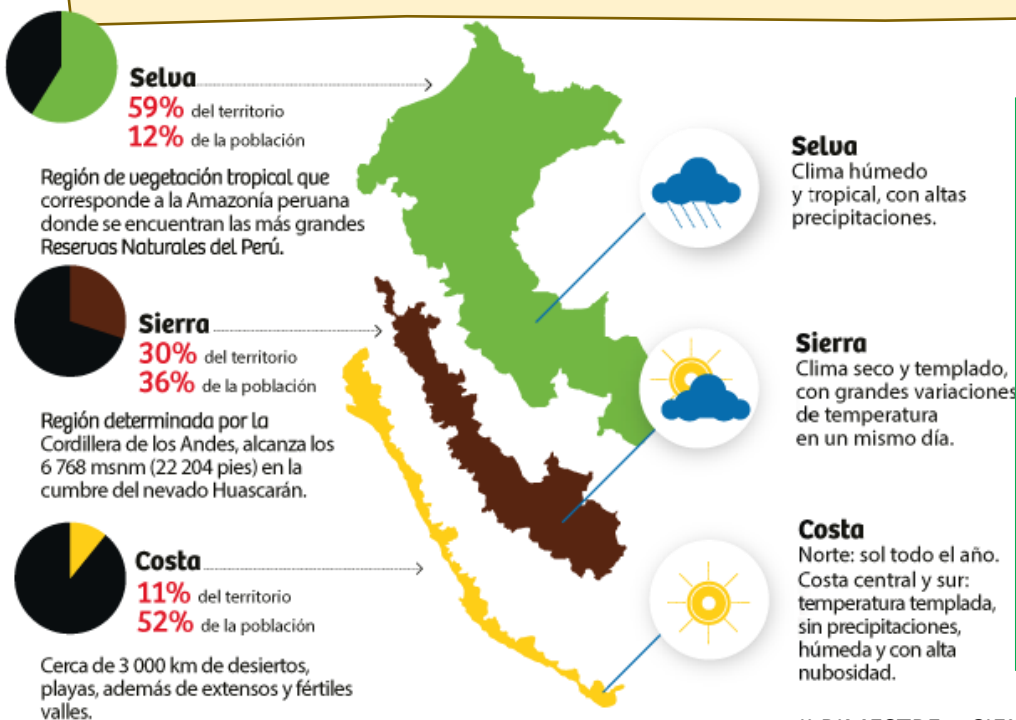 Selva
59% del territorio
12% de la población
Región de vegetación tropical que
corresponde a la Amazonía peruana
donde se encuentran las más grandes
Reservas Naturales del Perú.
Sierra
30% del territorio
36% de la población
Región determinada por la
Cordillera de los Andes, alcanza los
6 768 msnm (22 204 pies) en la
cumbre del nevado Huascarán.
Costa
11% del territorio
52% de la población
Cerca de 3 000 km de desiertos,
playas, además de extensos y fértiles
valles.
Selva
Clima húmedo
y tropical, con altas
precipitaciones.
Sierra
Clima seco y templado,
con grandes variaciones
de temperatura
en un mismo día.
Costa
Norte: sol todo el año.
Costa central y sur:
temperatura templada,
sin precipitaciones,
húmeda y con alta
nubosidad.